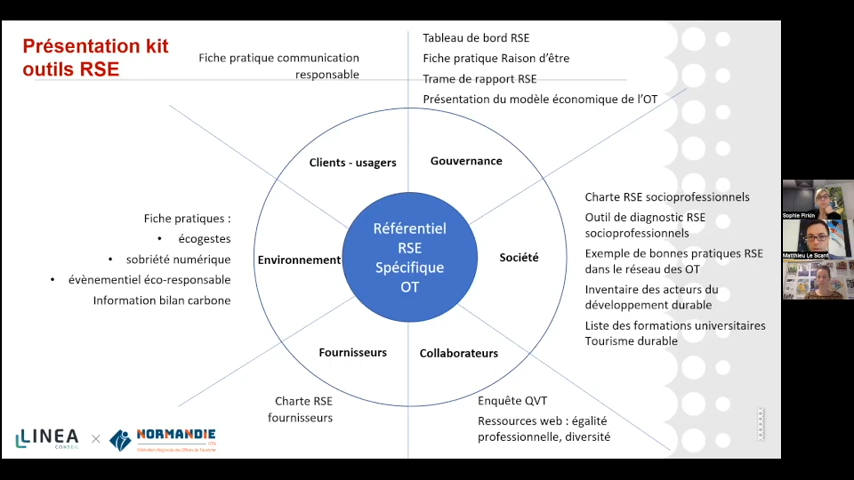 Présentation kit
outils RSE
Fiche pratique communication
responsable
Tableau de bord RSE
Fiche pratique Raison d'être
Trame de rapport RSE
Présentation du modèle économique de l'OT
Clients - usagers
Gouvernance
Fiche pratiques :
• écogestes
• sobriété numérique
• évènementiel éco-responsable
Information bilan carbone
Environnement
Référentiel
RSE
Spécifique
OT
Société
Charte RSE socioprofessionnels
Outil de diagnostic RSE
socioprofessionnels
Exemple de bonnes pratiques RSE
dans le réseau des OT
Inventaire des acteurs du
développement durable
Liste des formations universitaires
Tourisme durable
Fournisseurs
Collaborateurs
Charte RSE
fournisseurs
Enquête QVT
Ressources web : égalité
professionnelle, diversité
LINEA
CONSEIL
×
NORMANDIE
Sophie Pirkin
Matthieu Le Scant